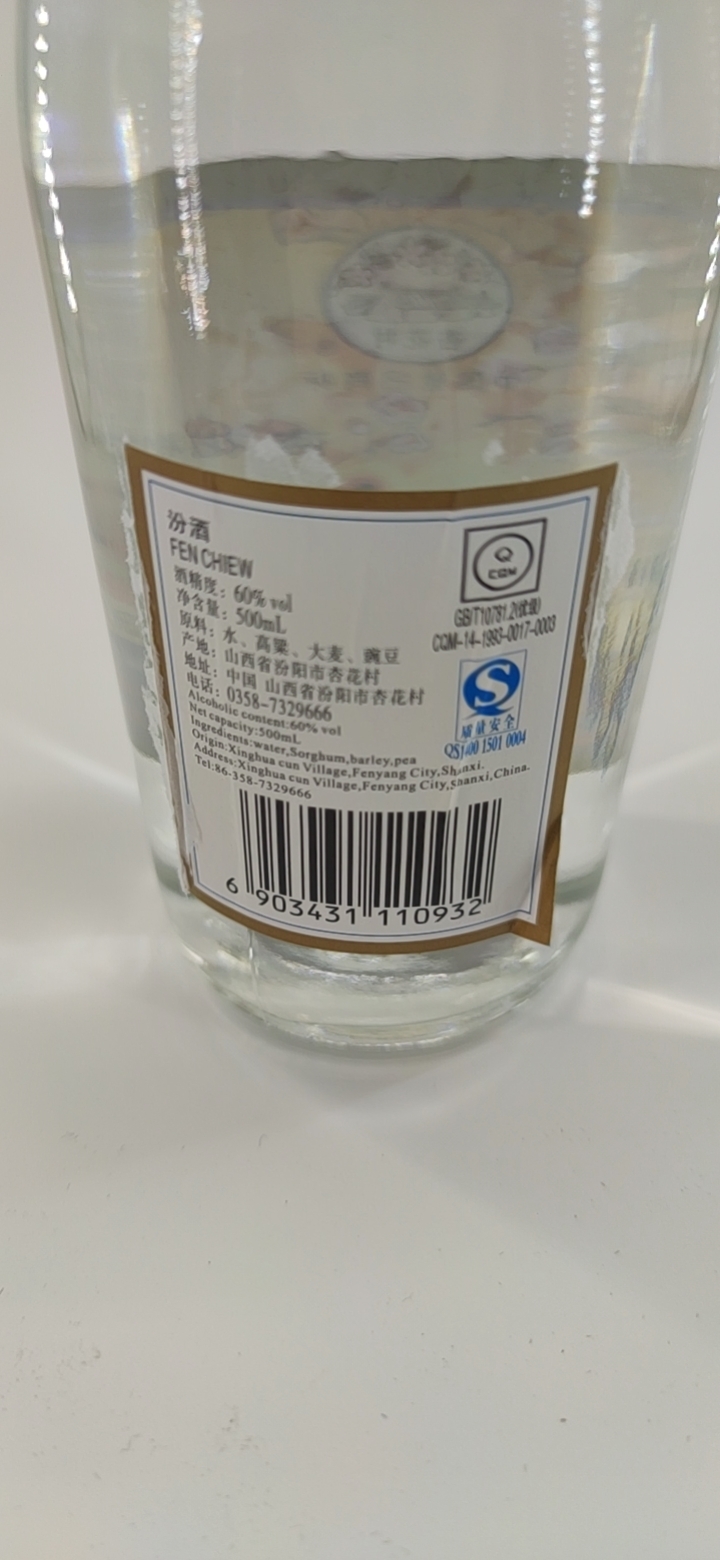 汾酒
FEN CHIEW
酒精度：60% vol
净含量：500mL
原料：水、高粱、大麦、豌豆
产地：山西省汾阳市杏花村
地址：中国 山西省汾阳市杏花村
电话：0358-7329666
Alcoholic content:60% vol
Net capacity:500mL
Ingredients:water,Sorghum,barley,pea
Origin:Xinghua cun Village,Fenyang City,Shanxi.
Address:Xinghua cun Village,Fenyang City,Shanxi,China.
Tel:86-358-7329666
Q
CQM
GB/T10781.2(优级)
CQM-14-1993-0017-0003
S
质量安全
1501 0004
6 903431 110932